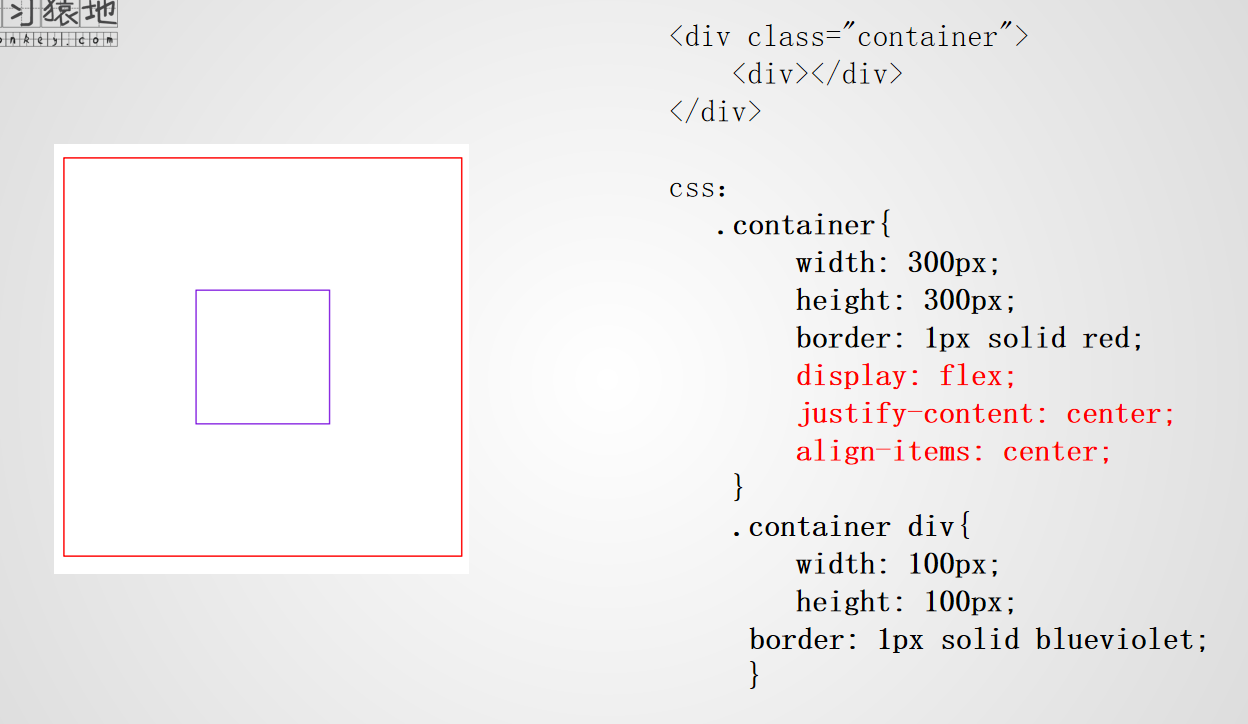 习猿地
onkey.com
<div class="container">
<div></div>
</div>
css：
.container{
width: 300px;
height: 300px;
border: 1px solid red;
display: flex;
justify-content: center;
align-items: center;
}
.container div{
width: 100px;
height: 100px;
border: 1px solid blueviolet;
}